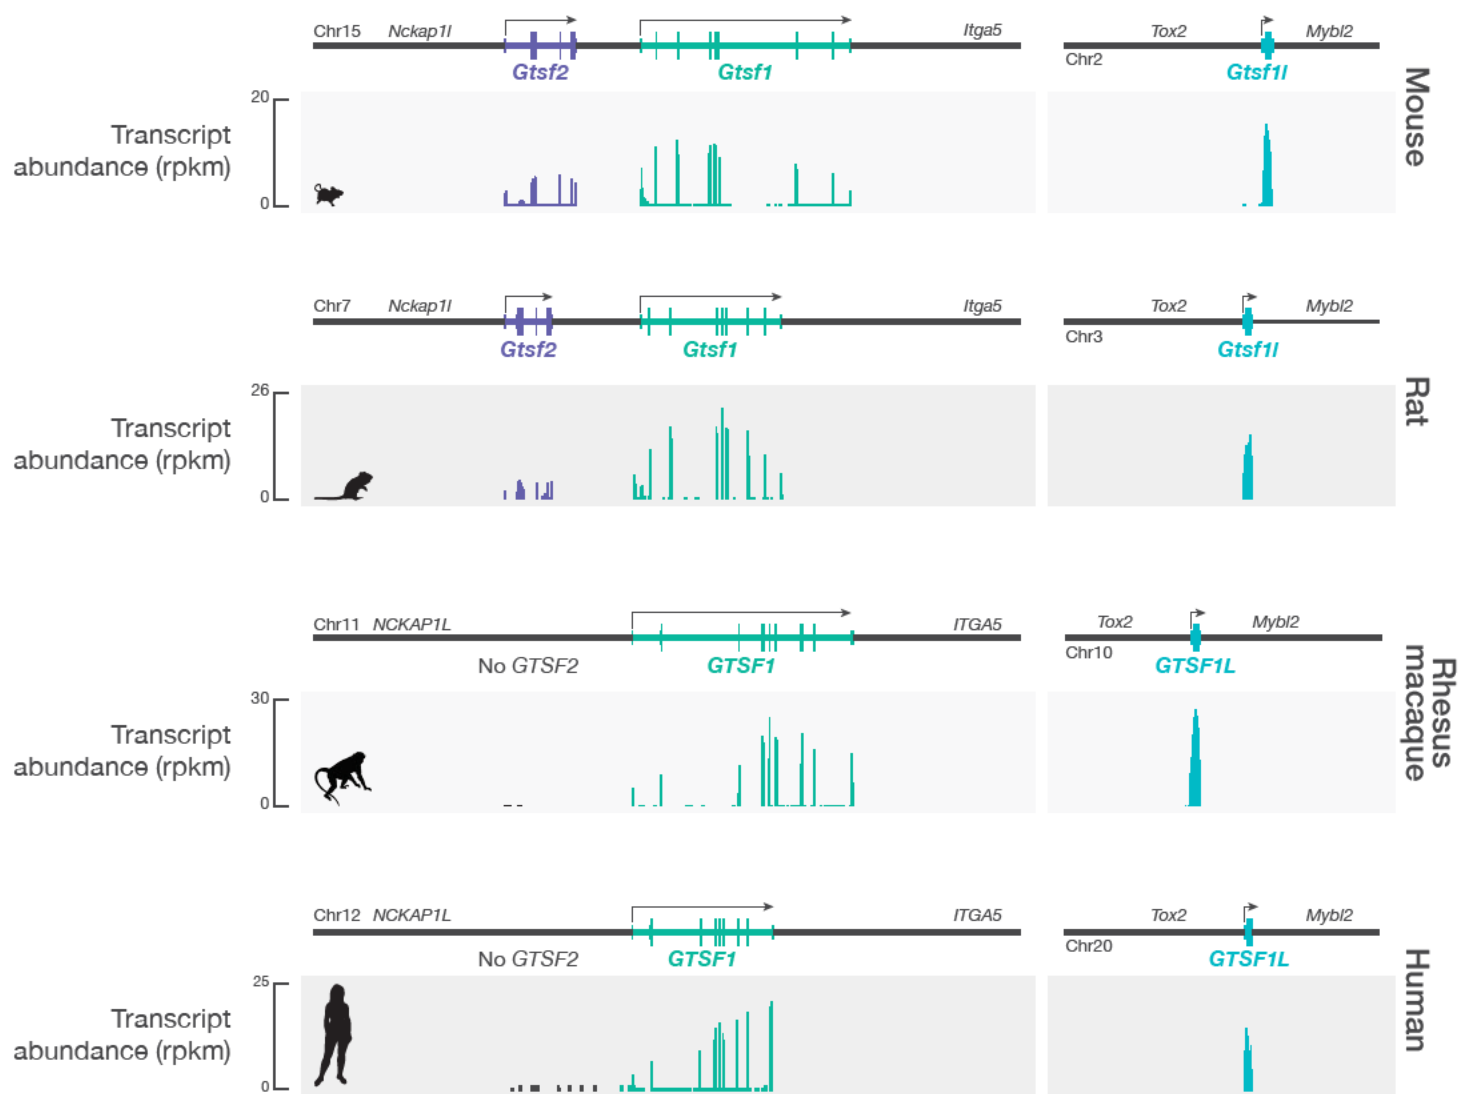 Chr15 Nckap1l Itga5 Tox2 Mybl2
Chr2
Gtsf2 Gtsf1 Gtsf1l
Mouse
20
Transcript
abundance (rpkm)
0
Chr7 Nckap1l Itga5 Tox2 Mybl2
Chr3
Gtsf2 Gtsf1 Gtsf1l
Rat
26
Transcript
abundance (rpkm)
0
Chr11 NCKAP1L ITGA5 Tox2 Mybl2
Chr10
No GTSF2 GTSF1 GTSF1L
Rhesus
macaque
30
Transcript
abundance (rpkm)
0
Chr12 NCKAP1L ITGA5 Tox2 Mybl2
Chr20
No GTSF2 GTSF1 GTSF1L
Human
25
Transcript
abundance (rpkm)
0